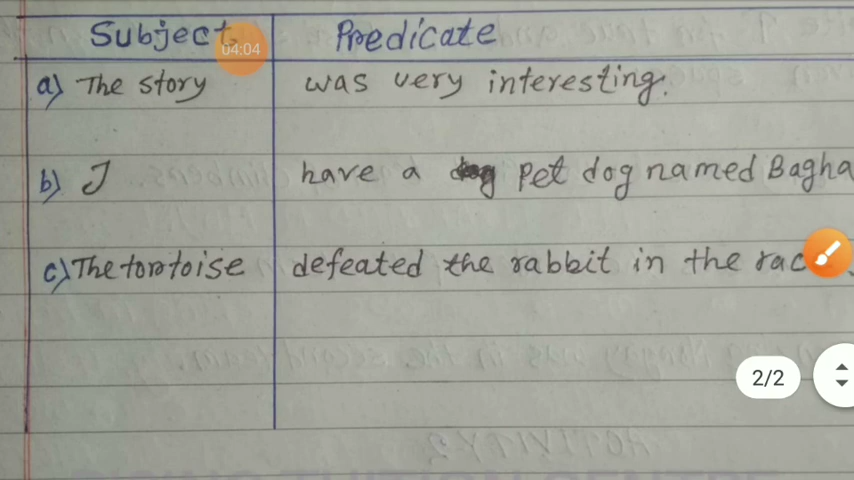 Subject Predicate
04:04
a) The story was very interesting.
b) I have a pet dog named Bagha
c) The tortoise defeated the rabbit in the rac
2/2